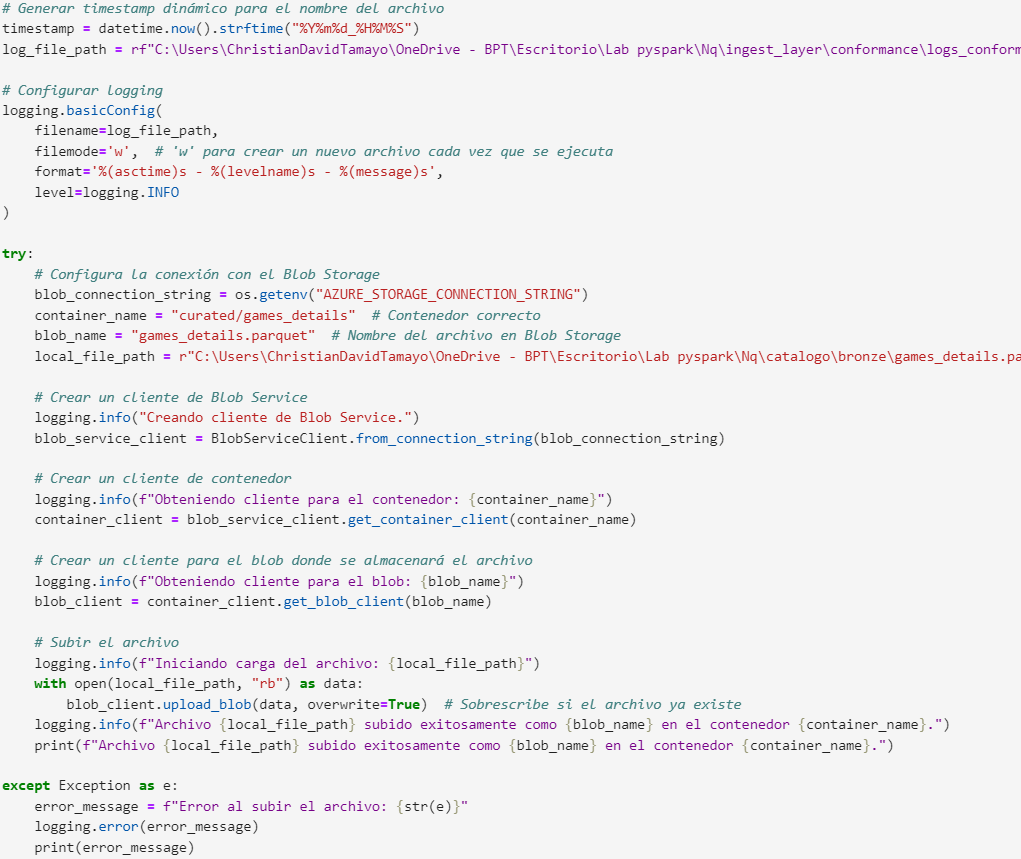 # Generar timestamp dinámico para el nombre del archivo
timestamp = datetime.now().strftime("%Y%m%d_%H%M%S")
log_file_path = rf"C:\Users\ChristianDavidTamayo\OneDrive - BPT\Escritorio\Lab pyspark\Nq\ingest_layer\conformance\logs_conform
# Configurar logging
logging.basicConfig(
    filename=log_file_path,
    filemode='w',  # 'w' para crear un nuevo archivo cada vez que se ejecuta
    format='%(asctime)s - %(levelname)s - %(message)s',
    level=logging.INFO
)
try:
    # Configura la conexión con el Blob Storage
    blob_connection_string = os.getenv("AZURE_STORAGE_CONNECTION_STRING")
    container_name = "curated/games_details"  # Contenedor correcto
    blob_name = "games_details.parquet"  # Nombre del archivo en Blob Storage
    local_file_path = r"C:\Users\ChristianDavidTamayo\OneDrive - BPT\Escritorio\Lab pyspark\Nq\catalogo\bronze\games_details.pa
    # Crear un cliente de Blob Service
    logging.info("Creando cliente de Blob Service.")
    blob_service_client = BlobServiceClient.from_connection_string(blob_connection_string)
    # Crear un cliente de contenedor
    logging.info(f"Obteniendo cliente para el contenedor: {container_name}")
    container_client = blob_service_client.get_container_client(container_name)
    # Crear un cliente para el blob donde se almacenará el archivo
    logging.info(f"Obteniendo cliente para el blob: {blob_name}")
    blob_client = container_client.get_blob_client(blob_name)
    # Subir el archivo
    logging.info(f"Iniciando carga del archivo: {local_file_path}")
    with open(local_file_path, "rb") as data:
        blob_client.upload_blob(data, overwrite=True)  # Sobrescribe si el archivo ya existe
    logging.info(f"Archivo {local_file_path} subido exitosamente como {blob_name} en el contenedor {container_name}.")
    print(f"Archivo {local_file_path} subido exitosamente como {blob_name} en el contenedor {container_name}.")
except Exception as e:
    error_message = f"Error al subir el archivo: {str(e)}"
    logging.error(error_message)
    print(error_message)